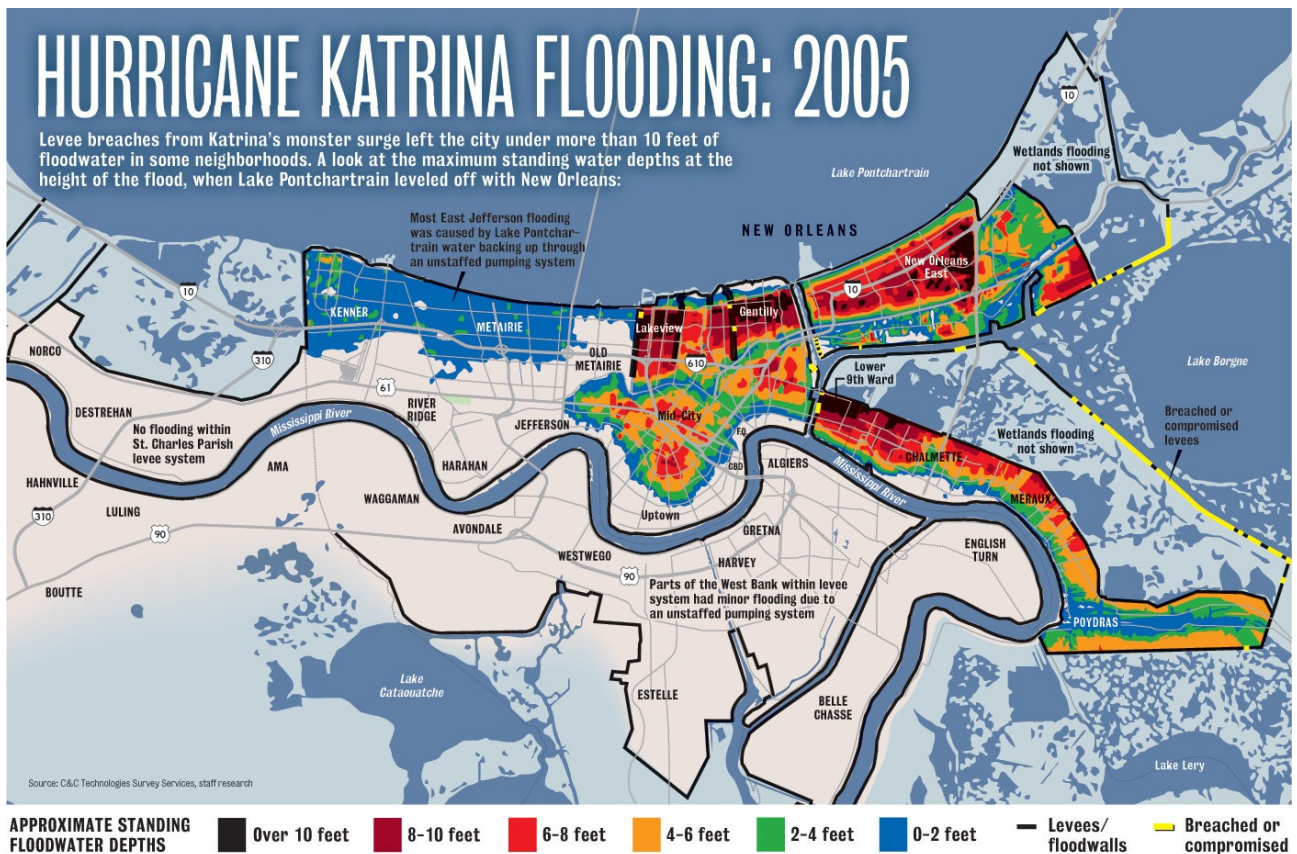 HURRICANE KATRINA FLOODING: 2005
Levee breaches from Katrina's monster surge left the city under more than 10 feet of
floodwater in some neighborhoods. A look at the maximum standing water depths at the
height of the flood, when Lake Pontchartrain leveled off with New Orleans:
10
Wetlands flooding
not shown
Lake Pontchartrain
Most East Jefferson flooding
was caused by Lake Pontchar-
train water backing up through
an unstaffed pumping system
NEW ORLEANS
New Orleans
East
10
10
KENNER
METAIRIE
Lakeview
Gentilly
NORCO
310
OLD
METAIRIE
610
Lake Borgne
Lower
9th Ward
61
DESTREHAN
RIVER
RIDGE
Mississippi River
Mid-City
Breached or
compromised
levees
No flooding within
St. Charles Parish
levee system
JEFFERSON
F.Q.
Wetlands flooding
not shown
AMA
HARAHAN
CBD
ALGIERS
Mississippi River
CHALMETTE
HAHNVILLE
WAGGAMAN
MERAUX
310
LULING
90
AVONDALE
Uptown
GRETNA
WESTWEGO
HARVEY
ENGLISH
TURN
90
BOUTTE
Parts of the West Bank within levee
system had minor flooding due to
an unstaffed pumping system
POYDRAS
Lake
Cataouatche
ESTELLE
BELLE
CHASSE
Lake Lery
Source: C&C Technologies Survey Services, staff research
APPROXIMATE STANDING
FLOODWATER DEPTHS
Over 10 feet
8-10 feet
6-8 feet
4-6 feet
2-4 feet
0-2 feet
Levees/
floodwalls
Breached or
compromised